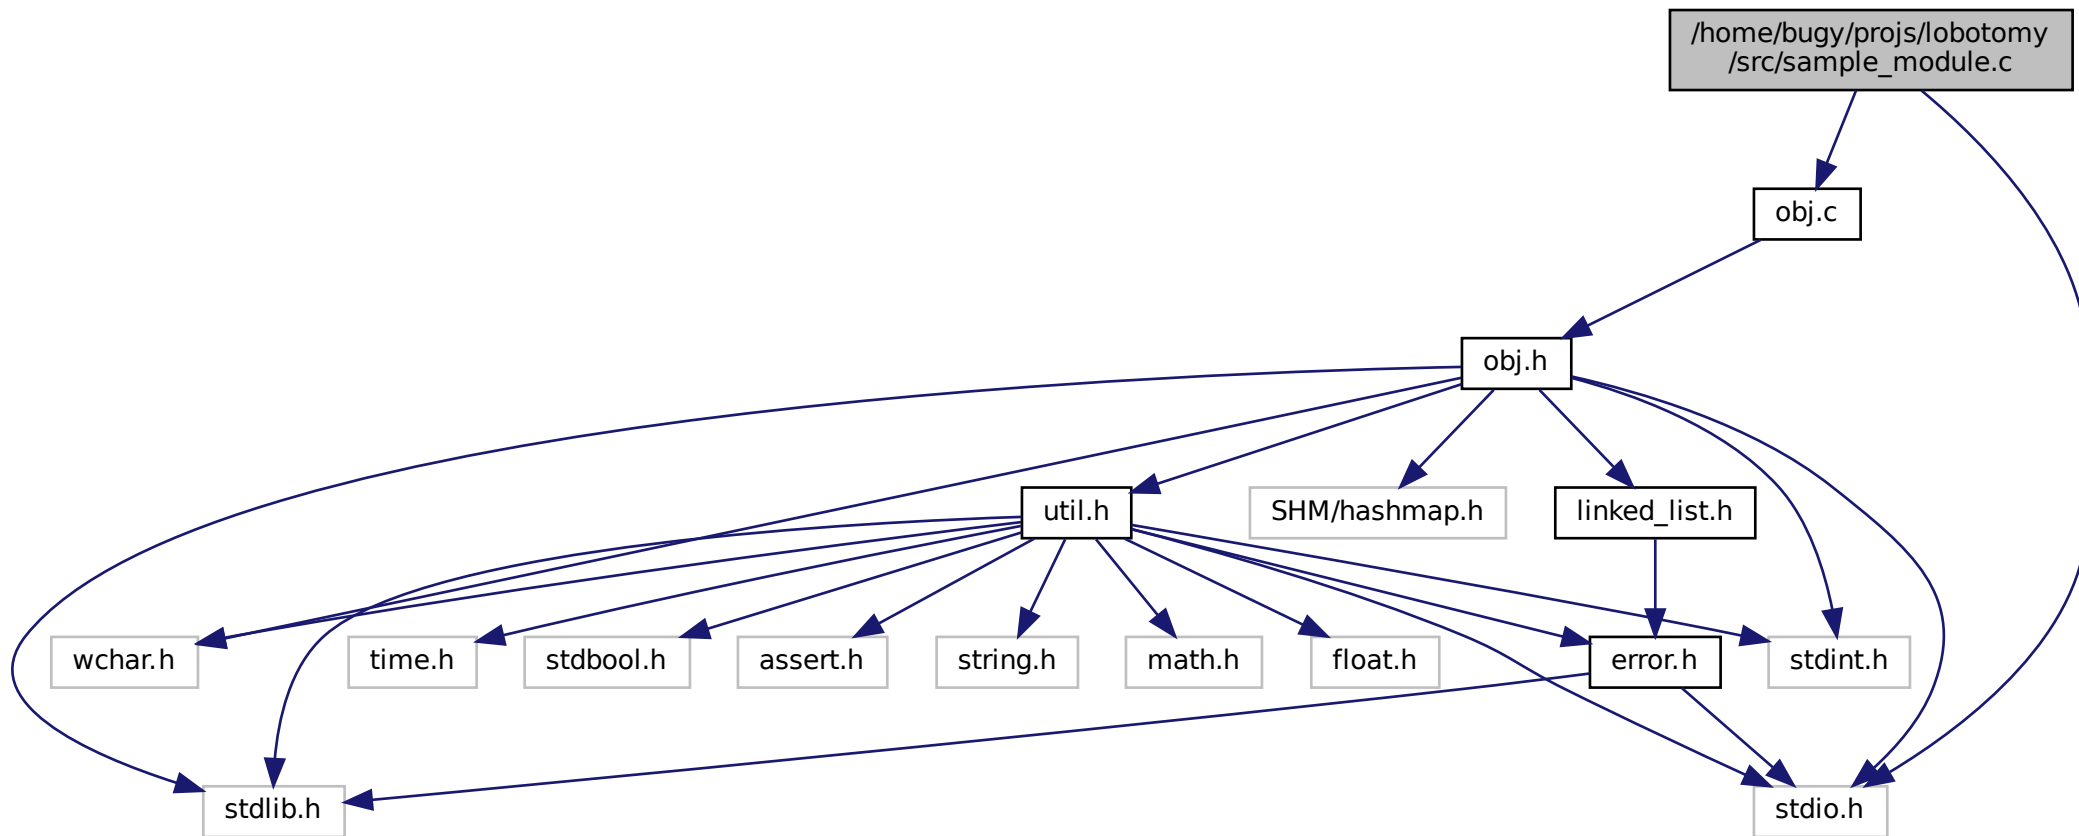 /home/bugy/projs/lobotomy
/src/sample_module.c
obj.c
obj.h
util.h
SHM/hashmap.h
linked_list.h
wchar.h
time.h
stdbool.h
assert.h
string.h
math.h
float.h
error.h
stdint.h
stdlib.h
stdio.h